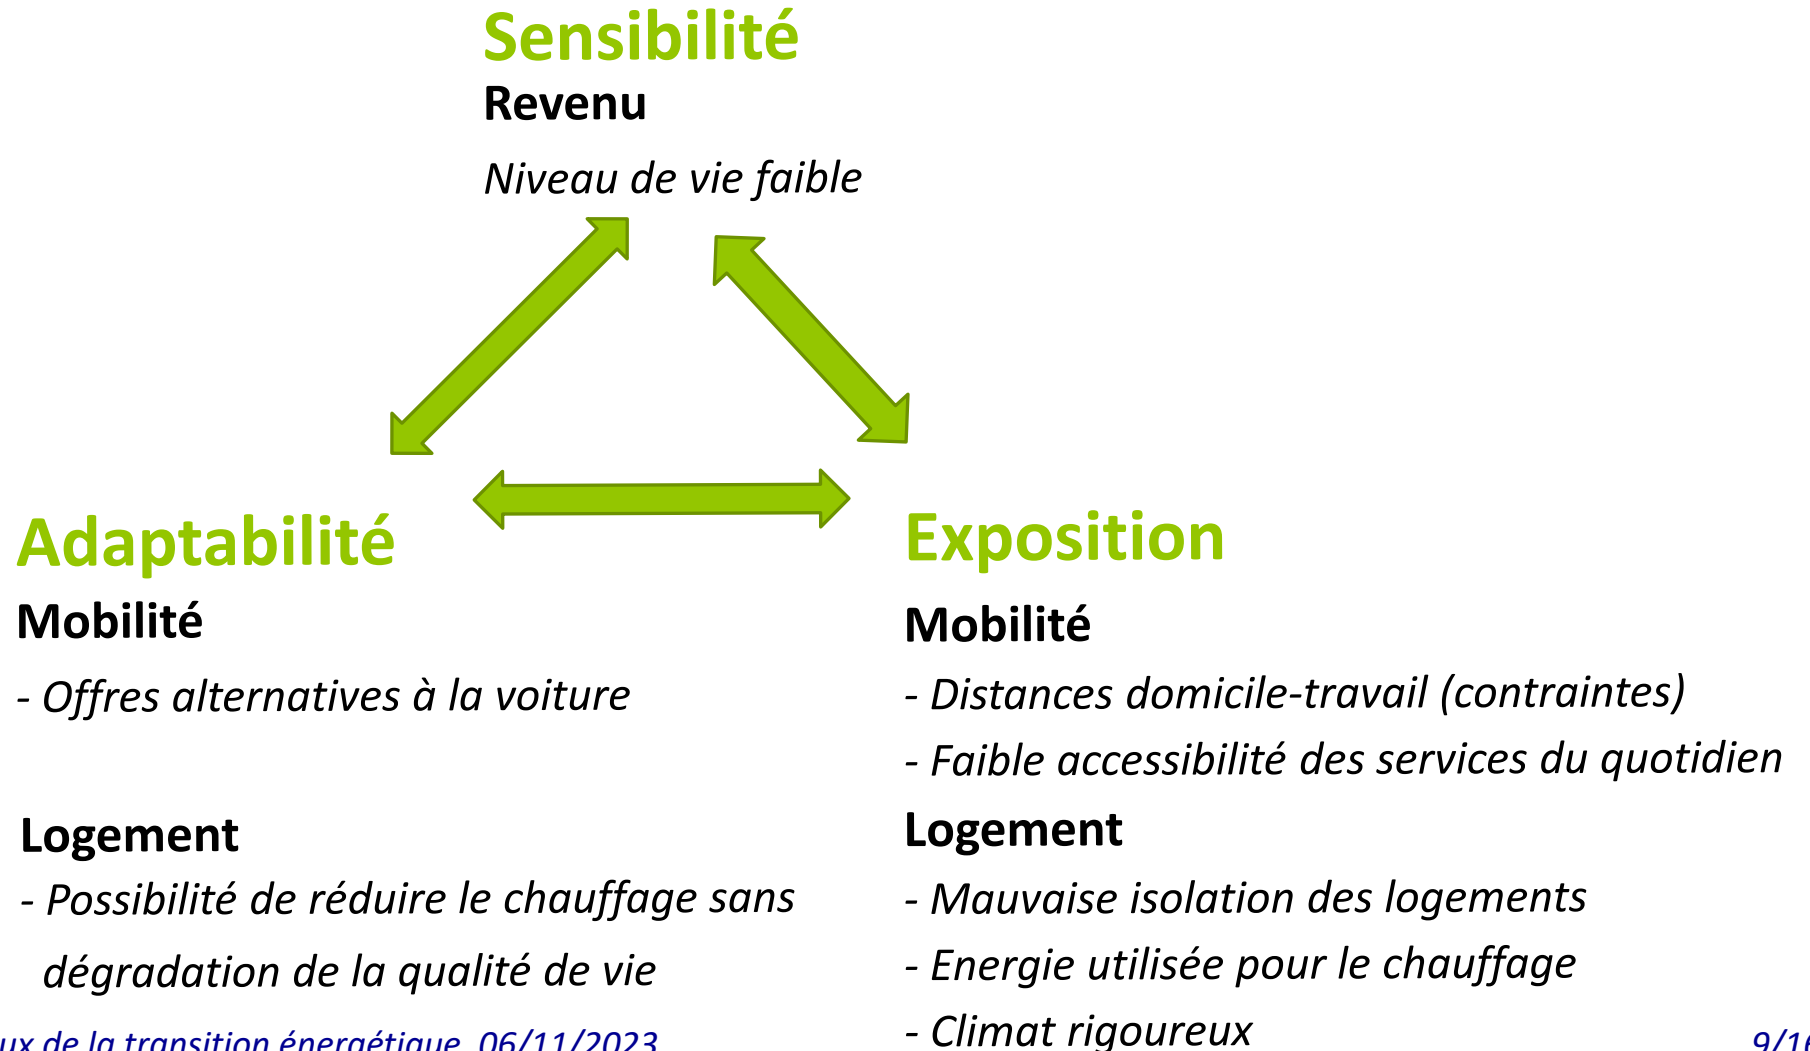 Sensibilité
Revenu
Niveau de vie faible
Adaptabilité
Mobilité
- Offres alternatives à la voiture
Logement
- Possibilité de réduire le chauffage sans
dégradation de la qualité de vie
Exposition
Mobilité
- Distances domicile-travail (contraintes)
- Faible accessibilité des services du quotidien
Logement
- Mauvaise isolation des logements
- Energie utilisée pour le chauffage
- Climat rigoureux
de la transition énergétique, 06/11/2023
9/16